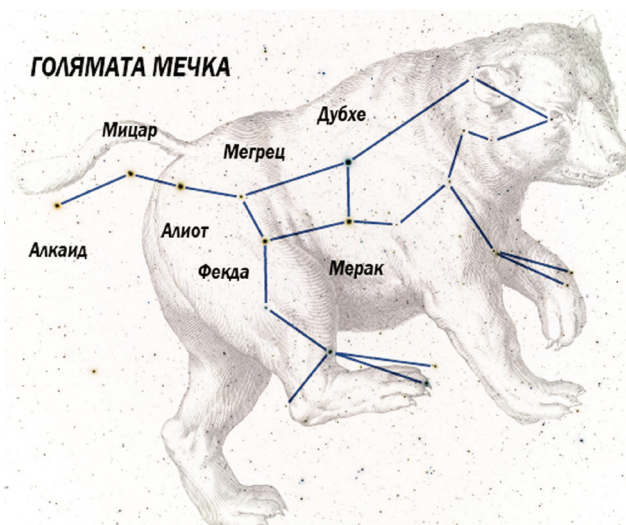 ГОЛЯМАТА МЕЧКА
Дубхе
Мицар
Мегрец
Алиот
Алкаид
Фекда
Мерак